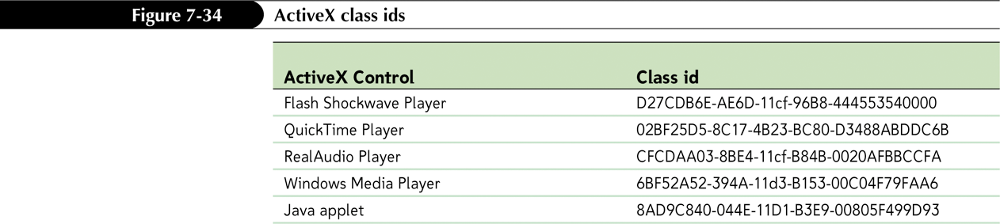 Figure 7-34 ActiveX class ids
ActiveX Control Class id
Flash Shockwave Player D27CDB6E-AE6D-11cf-96B8-444553540000
QuickTime Player 02BF25D5-8C17-4B23-BC80-D3488ABDDC6B
RealAudio Player CFCDAA03-8BE4-11cf-B84B-0020AFBBCCFA
Windows Media Player 6BF52A52-394A-11d3-B153-00C04F79FAA6
Java applet 8AD9C840-044E-11D1-B3E9-00805F499D93